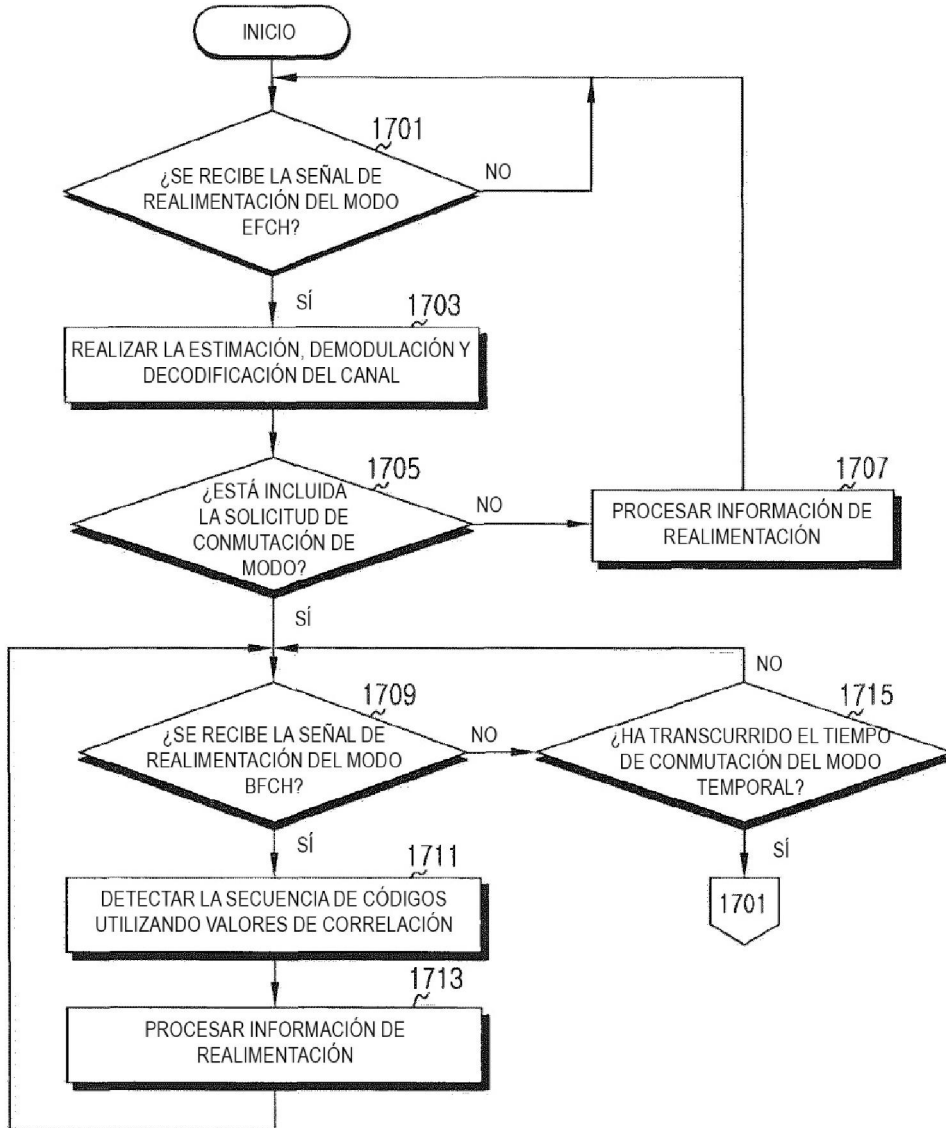 INICIO
1701
¿SE RECIBE LA SEÑAL DE
REALIMENTACIÓN DEL MODO
EFCH?
NO
SÍ
1703
REALIZAR LA ESTIMACIÓN, DEMODULACIÓN Y
DECODIFICACIÓN DEL CANAL
1705
¿ESTÁ INCLUIDA
LA SOLICITUD DE
CONMUTACIÓN DE
MODO?
NO
1707
PROCESAR INFORMACIÓN DE
REALIMENTACIÓN
SÍ
1709
¿SE RECIBE LA SEÑAL DE
REALIMENTACIÓN DEL MODO
BFCH?
NO
NO
1715
¿HA TRANSCURRIDO EL TIEMPO
DE CONMUTACIÓN DEL MODO
TEMPORAL?
SÍ
1701
SÍ
1711
DETECTAR LA SECUENCIA DE CÓDIGOS
UTILIZANDO VALORES DE CORRELACIÓN
1713
PROCESAR INFORMACIÓN DE
REALIMENTACIÓN